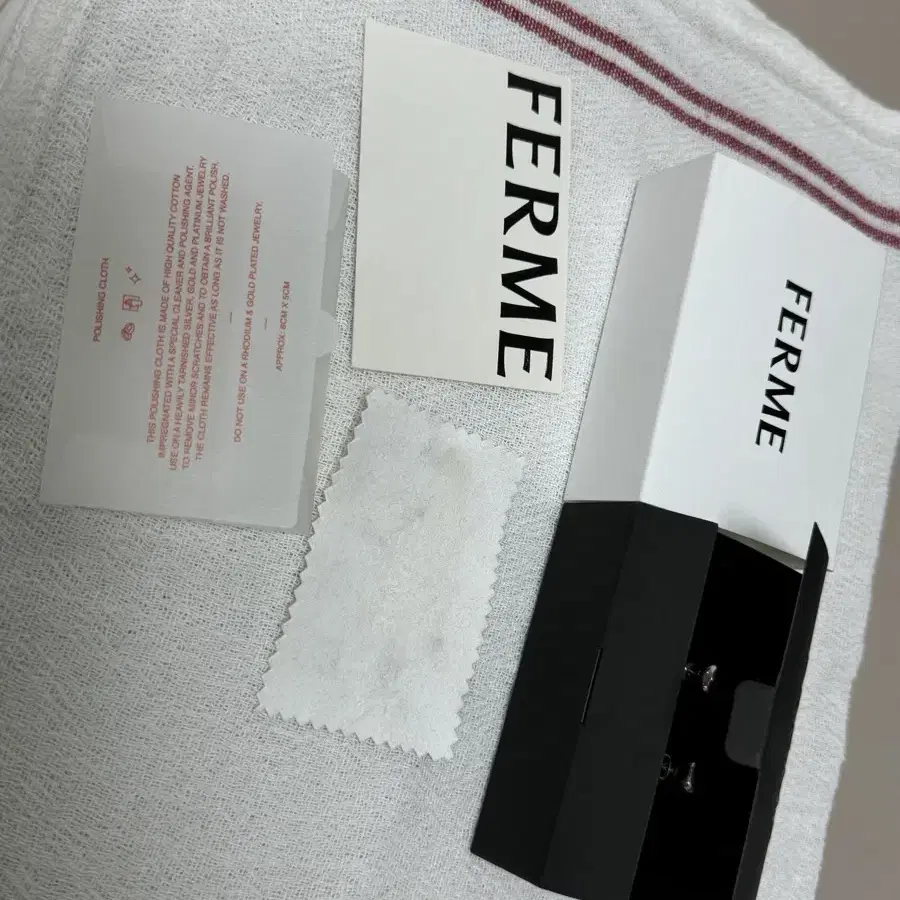 POLISHING CLOTH
THIS POLISHING CLOTH IS MADE OF HIGH QUALITY COTTON
IMPREGNATED WITH A SPECIAL CLEANER AND POLISHING AGENT.
USE ON A HEAVILY TARNISHED SILVER, GOLD AND PLATINUM JEWELRY
TO REMOVE MINOR SCRATCHES AND TO OBTAIN A BRILLIANT POLISH.
THE CLOTH REMAINS EFFECTIVE AS LONG AS IT IS NOT WASHED.
DO NOT USE ON A RHODIUM & GOLD PLATED JEWELRY.
APPROX: 8CM X 5CM
FERME
FERME